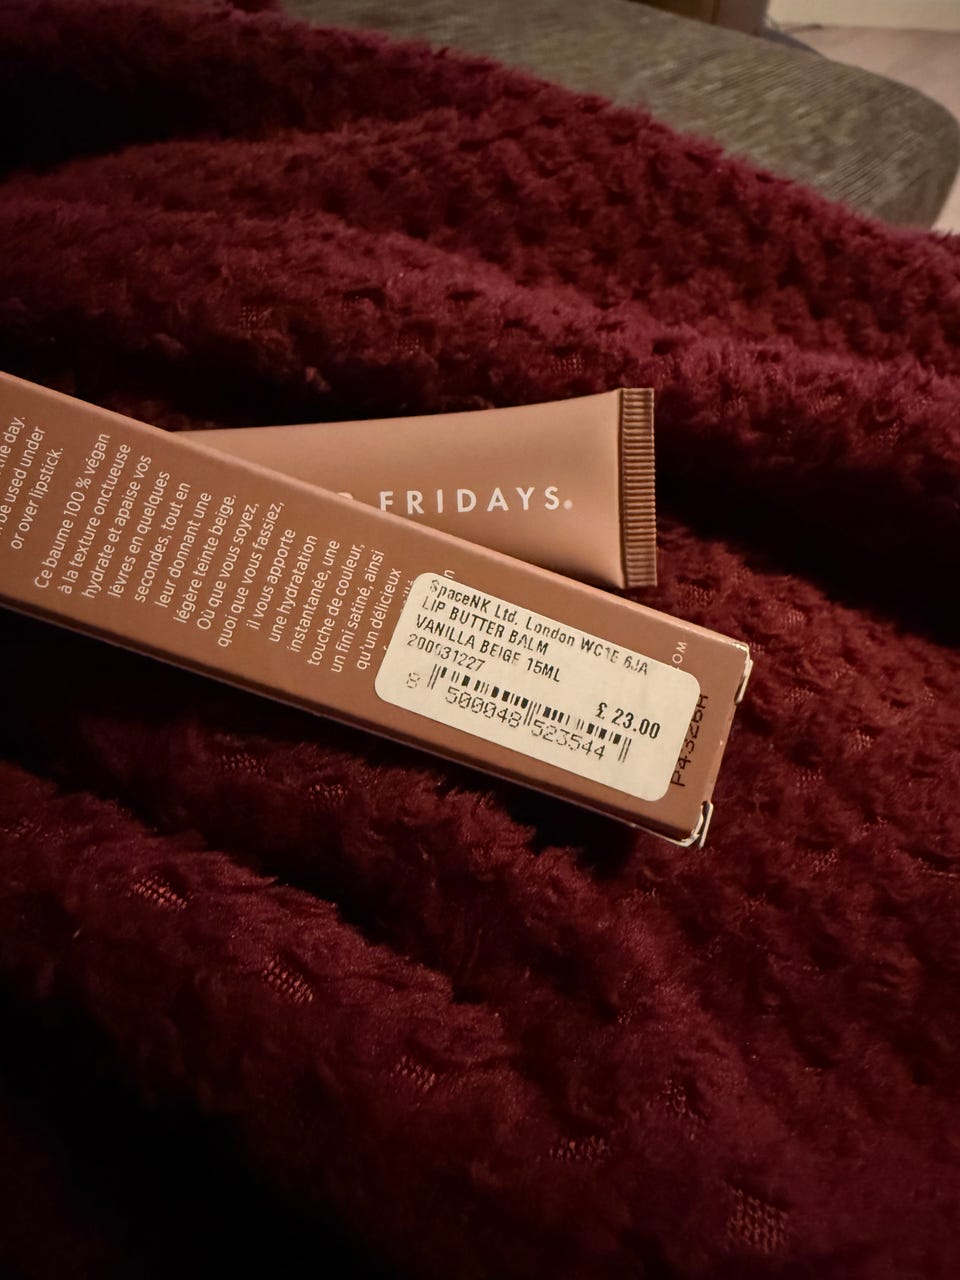 the day.
be used under
or over lipstick.
Ce baume 100 % végan
à la texture onctueuse
hydrate et apaise vos
lèvres en quelques
secondes, tout en
leur donnant une
légère teinte beige.
Où que vous soyez,
quoi que vous fassiez,
il vous apporte
une hydratation
instantanée, une
touche de couleur,
un fini satiné, ainsi
qu'un délicieux
FRIDAYS®
SpaceNK Ltd, London
LIP BUTTER BALM
VANILLA BEIGE 15ML
200031227
£ 23.00
8 500048 523544
OM